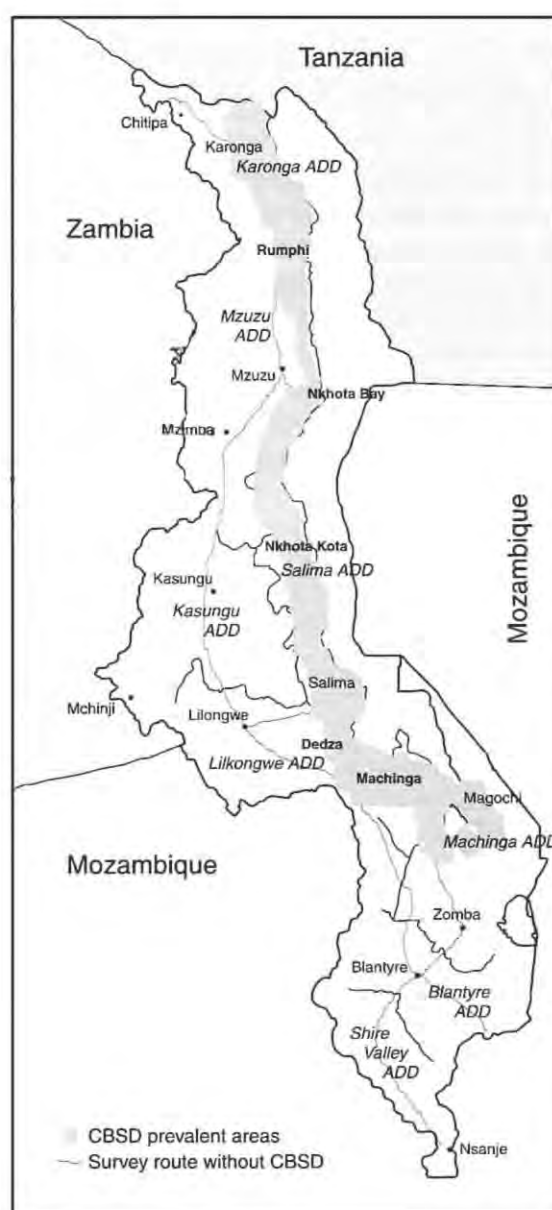 Tanzania
Chitipa
Karonga
Karonga ADD
Zambia
Rumphi
Mzuzu
ADD
Mzuzu
Nkhota Bay
Mzimba
Nkhota Kota
Salima ADD
Kasungu
Kasungu
ADD
Mozambique
Salima
Mchinji
Lilongwe
Dedza
Lilkongwe ADD
Machinga
Magochi
Machinga ADD
Mozambique
Zomba
Blantyre
Blantyre
ADD
Shire
Valley
ADD
CBSD prevalent areas
Survey route without CBSD
Nsanje